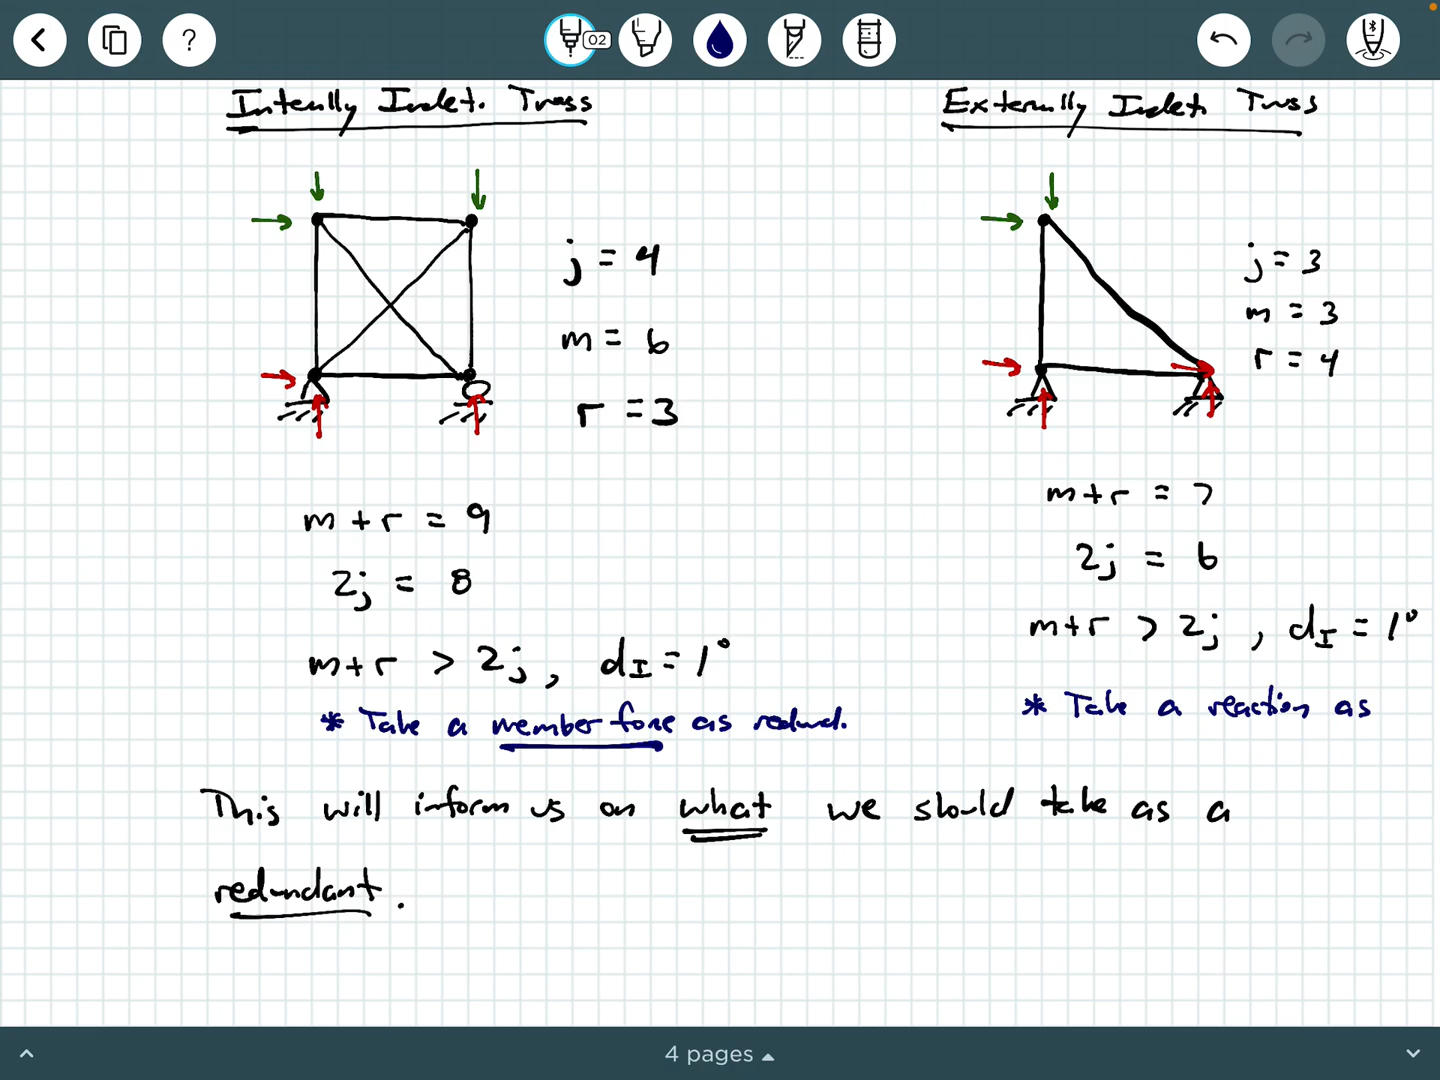 ?
02
Internally Indet. Truss
Externally Indet. Truss
j = 4
m = 6
r = 3
j = 3
m = 3
r = 4
m + r = 9
2j = 8
m+r > 2j, dI = 1°
* Take a member force as redund.
m+r = 7
2j = 6
m+r > 2j, dI = 1°
* Take a reaction as
This will inform us on what we should take as a
redundant.
4 pages